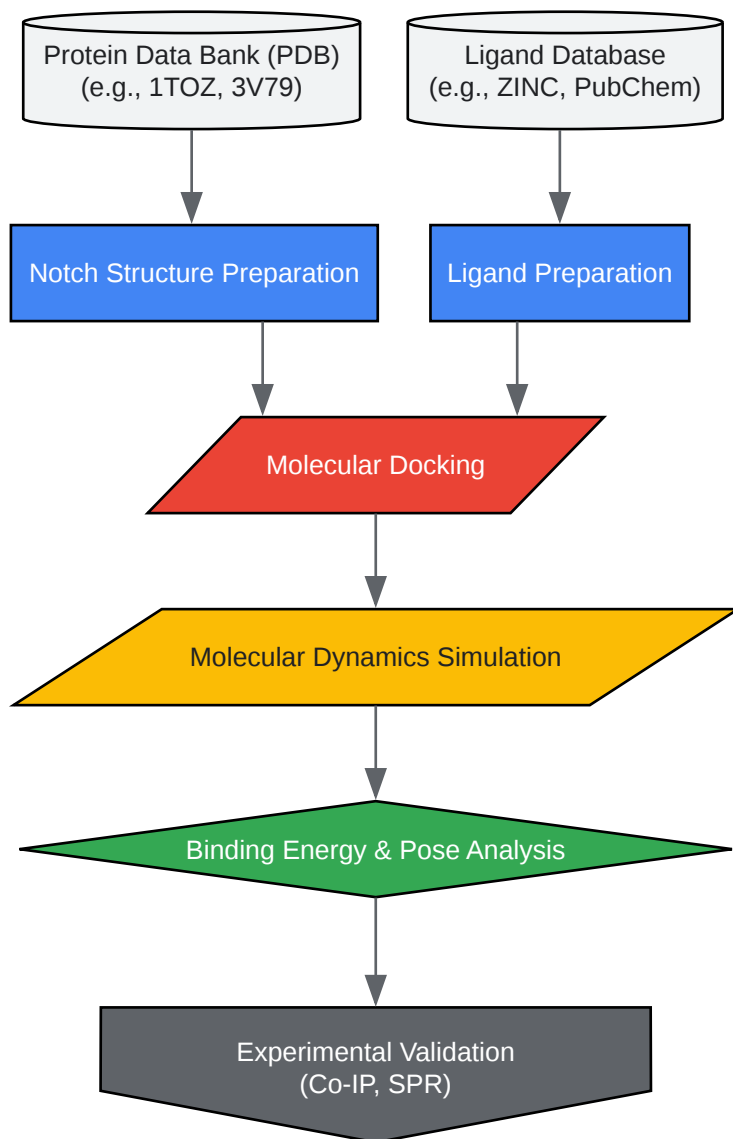 Protein Data Bank (PDB)
(e.g., 1TOZ, 3V79)
Ligand Database
(e.g., ZINC, PubChem)
Notch Structure Preparation
Ligand Preparation
Molecular Docking
Molecular Dynamics Simulation
Binding Energy & Pose Analysis
Experimental Validation
(Co-IP, SPR)